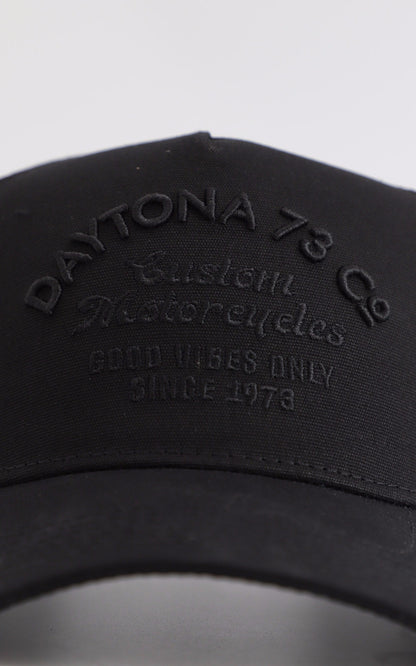 DAYTONA 73 Co
Custom
Motorcycles
GOOD VIBES ONLY
SINCE 1973